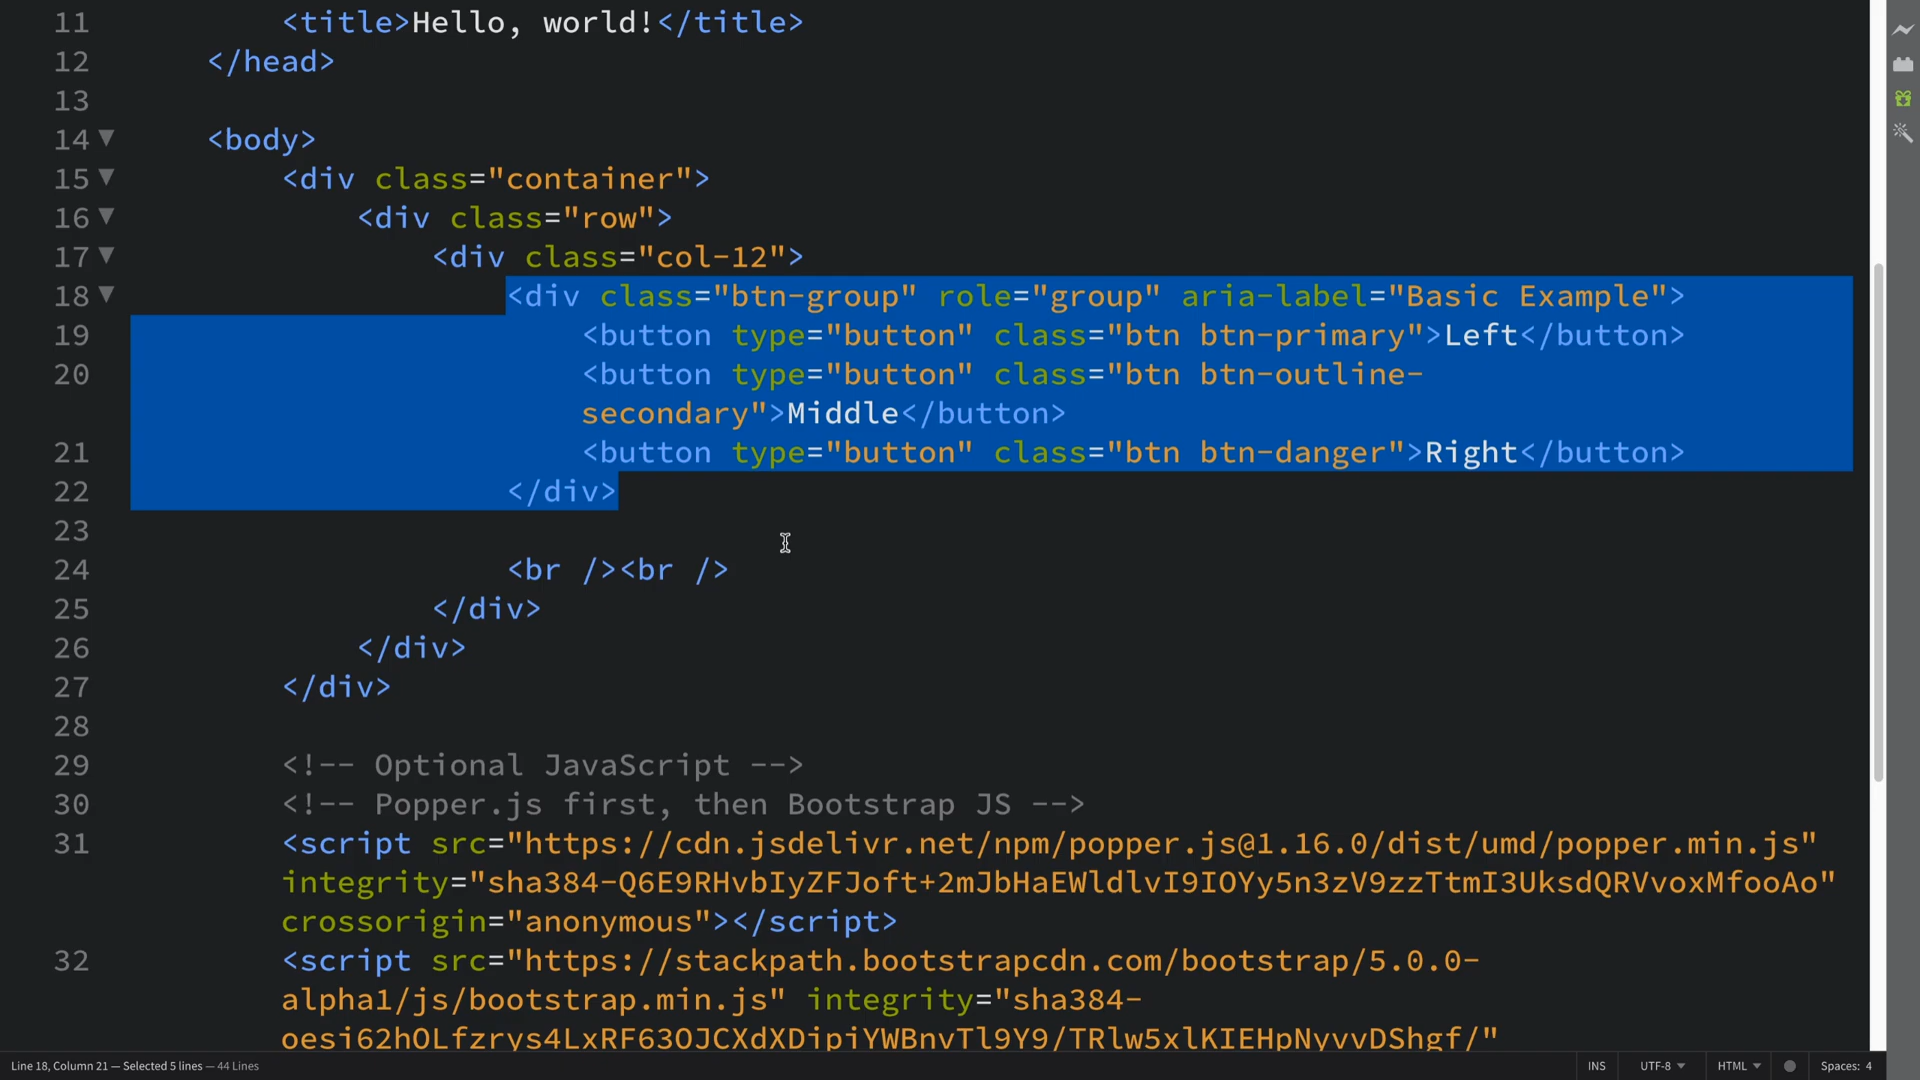 11 <title>Hello, world!</title>
12 </head>
13
14 <body>
15 <div class="container">
16 <div class="row">
17 <div class="col-12">
18 <div class="btn-group" role="group" aria-label="Basic Example">
19 <button type="button" class="btn btn-primary">Left</button>
20 <button type="button" class="btn btn-outline-
secondary">Middle</button>
21 <button type="button" class="btn btn-danger">Right</button>
22 </div>
23
24 <br /><br />
25 </div>
26 </div>
27 </div>
28
29 <!-- Optional JavaScript -->
30 <!-- Popper.js first, then Bootstrap JS -->
31 <script src="https://cdn.jsdelivr.net/npm/popper.js@1.16.0/dist/umd/popper.min.js"
integrity="sha384-Q6E9RHvbIyZFJoft+2mJbHaEWldlvI9IOYy5n3zV9zzTtmI3UksdQRVvoxMfooAo"
crossorigin="anonymous"></script>
32 <script src="https://stackpath.bootstrapcdn.com/bootstrap/5.0.0-
alpha1/js/bootstrap.min.js" integrity="sha384-
oesi62hOLfzrys4LxRF63OJCXdXDipiYWBnvTl9Y9/TRlw5xlKIEHpNyvvDShgf/"
Line 18, Column 21 — Selected 5 lines — 44 Lines
INS UTF-8 HTML Spaces: 4